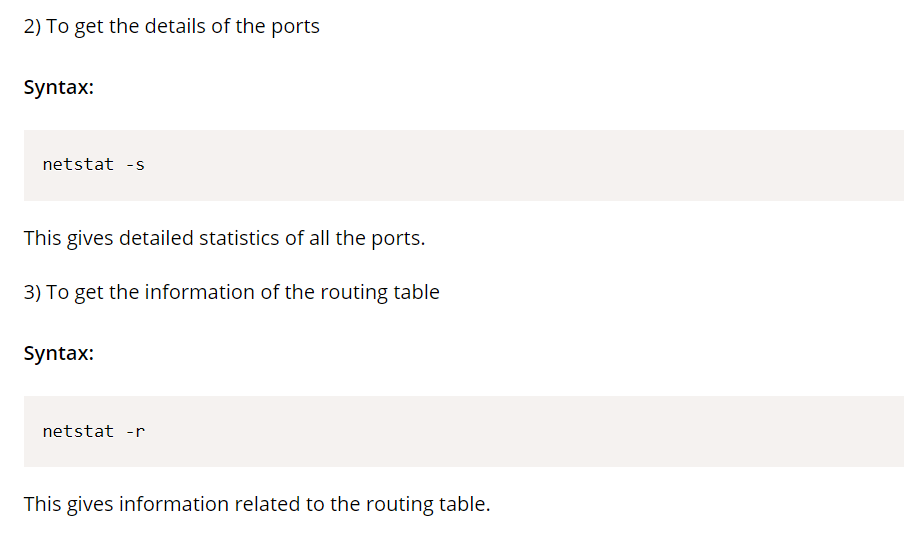 2) To get the details of the ports
Syntax:
netstat -s
This gives detailed statistics of all the ports.
3) To get the information of the routing table
Syntax:
netstat -r
This gives information related to the routing table.